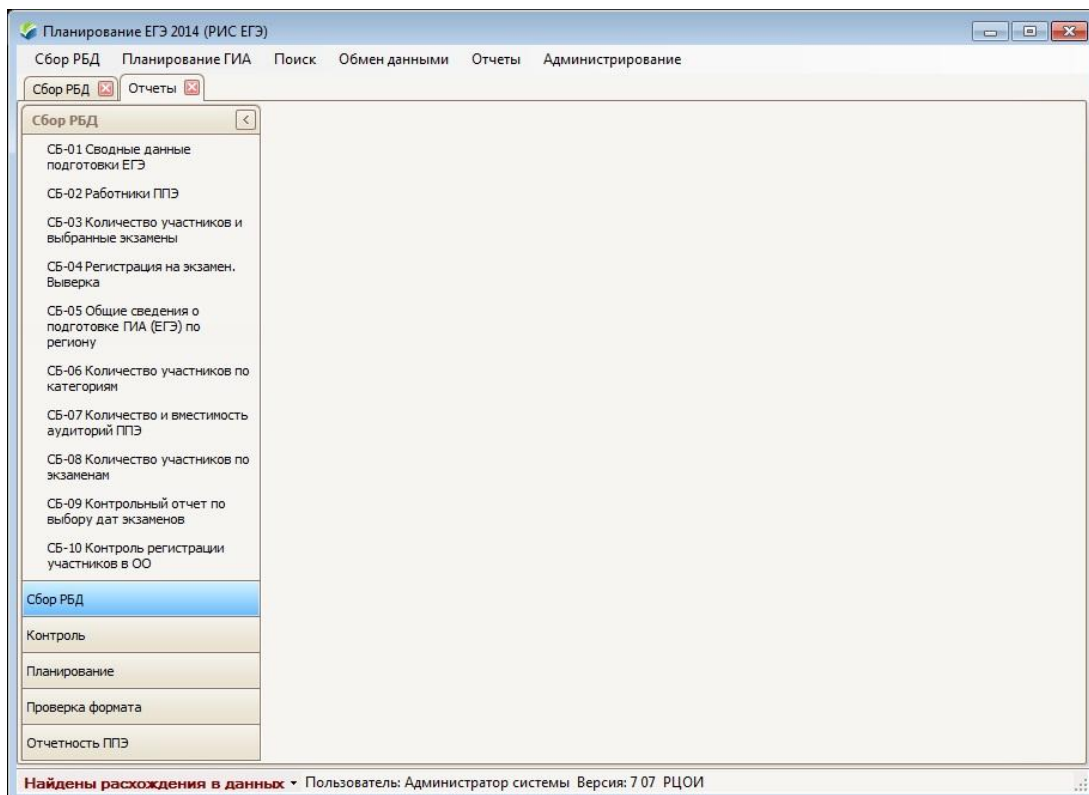 Планирование ЕГЭ 2014 (РИС ЕГЭ)
Сбор РБД Планирование ГИА Поиск Обмен данными Отчеты Администрирование
Сбор РБД Отчеты
Сбор РБД
СБ-01 Сводные данные
подготовки ЕГЭ
СБ-02 Работники ППЭ
СБ-03 Количество участников и
выбранные экзамены
СБ-04 Регистрация на экзамен.
Выверка
СБ-05 Общие сведения о
подготовке ГИА (ЕГЭ) по
региону
СБ-06 Количество участников по
категориям
СБ-07 Количество и вместимость
аудиторий ППЭ
СБ-08 Количество участников по
экзаменам
СБ-09 Контрольный отчет по
выбору дат экзаменов
СБ-10 Контроль регистрации
участников в ОО
Сбор РБД
Контроль
Планирование
Проверка формата
Отчетность ППЭ
Найдены расхождения в данных Пользователь: Администратор системы Версия: 7 07 РЦОИ